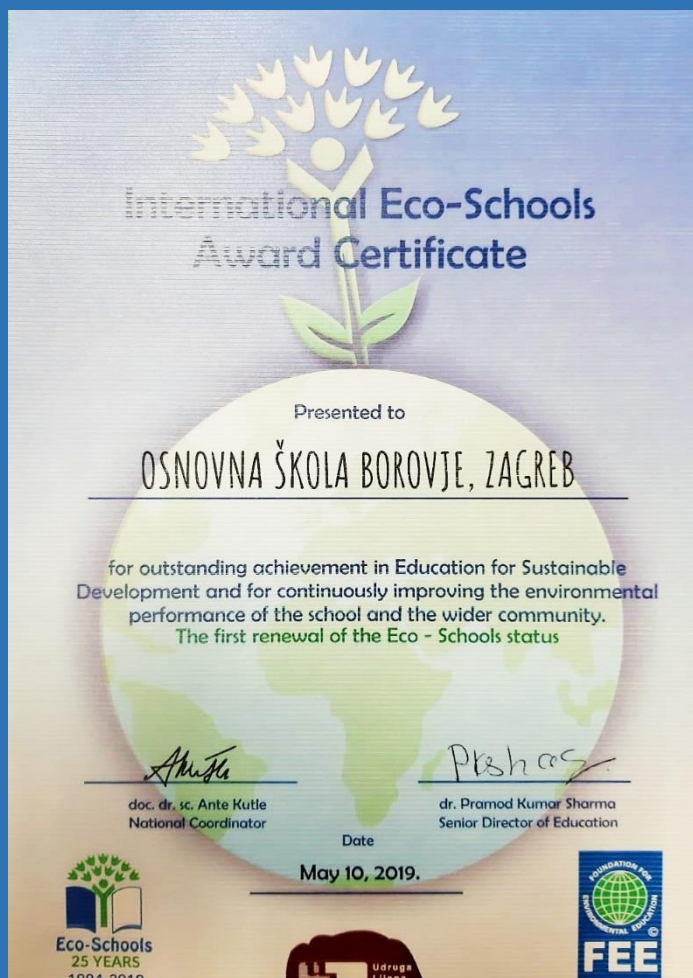 International Eco-Schools
Award Certificate
Presented to
OSNOVNA ŠKOLA BOROVJE, ZAGREB
for outstanding achievement in Education for Sustainable
Development and for continuously improving the environmental
performance of the school and the wider community.
The first renewal of the Eco - Schools status
doc. dr. sc. Ante Kutle
National Coordinator
dr. Pramod Kumar Sharma
Senior Director of Education
Date
May 10, 2019.
Eco-Schools
25 YEARS
1994-2019
Udruga
FOUNDATION FOR
ENVIRONMENTAL EDUCATION
©
FEE